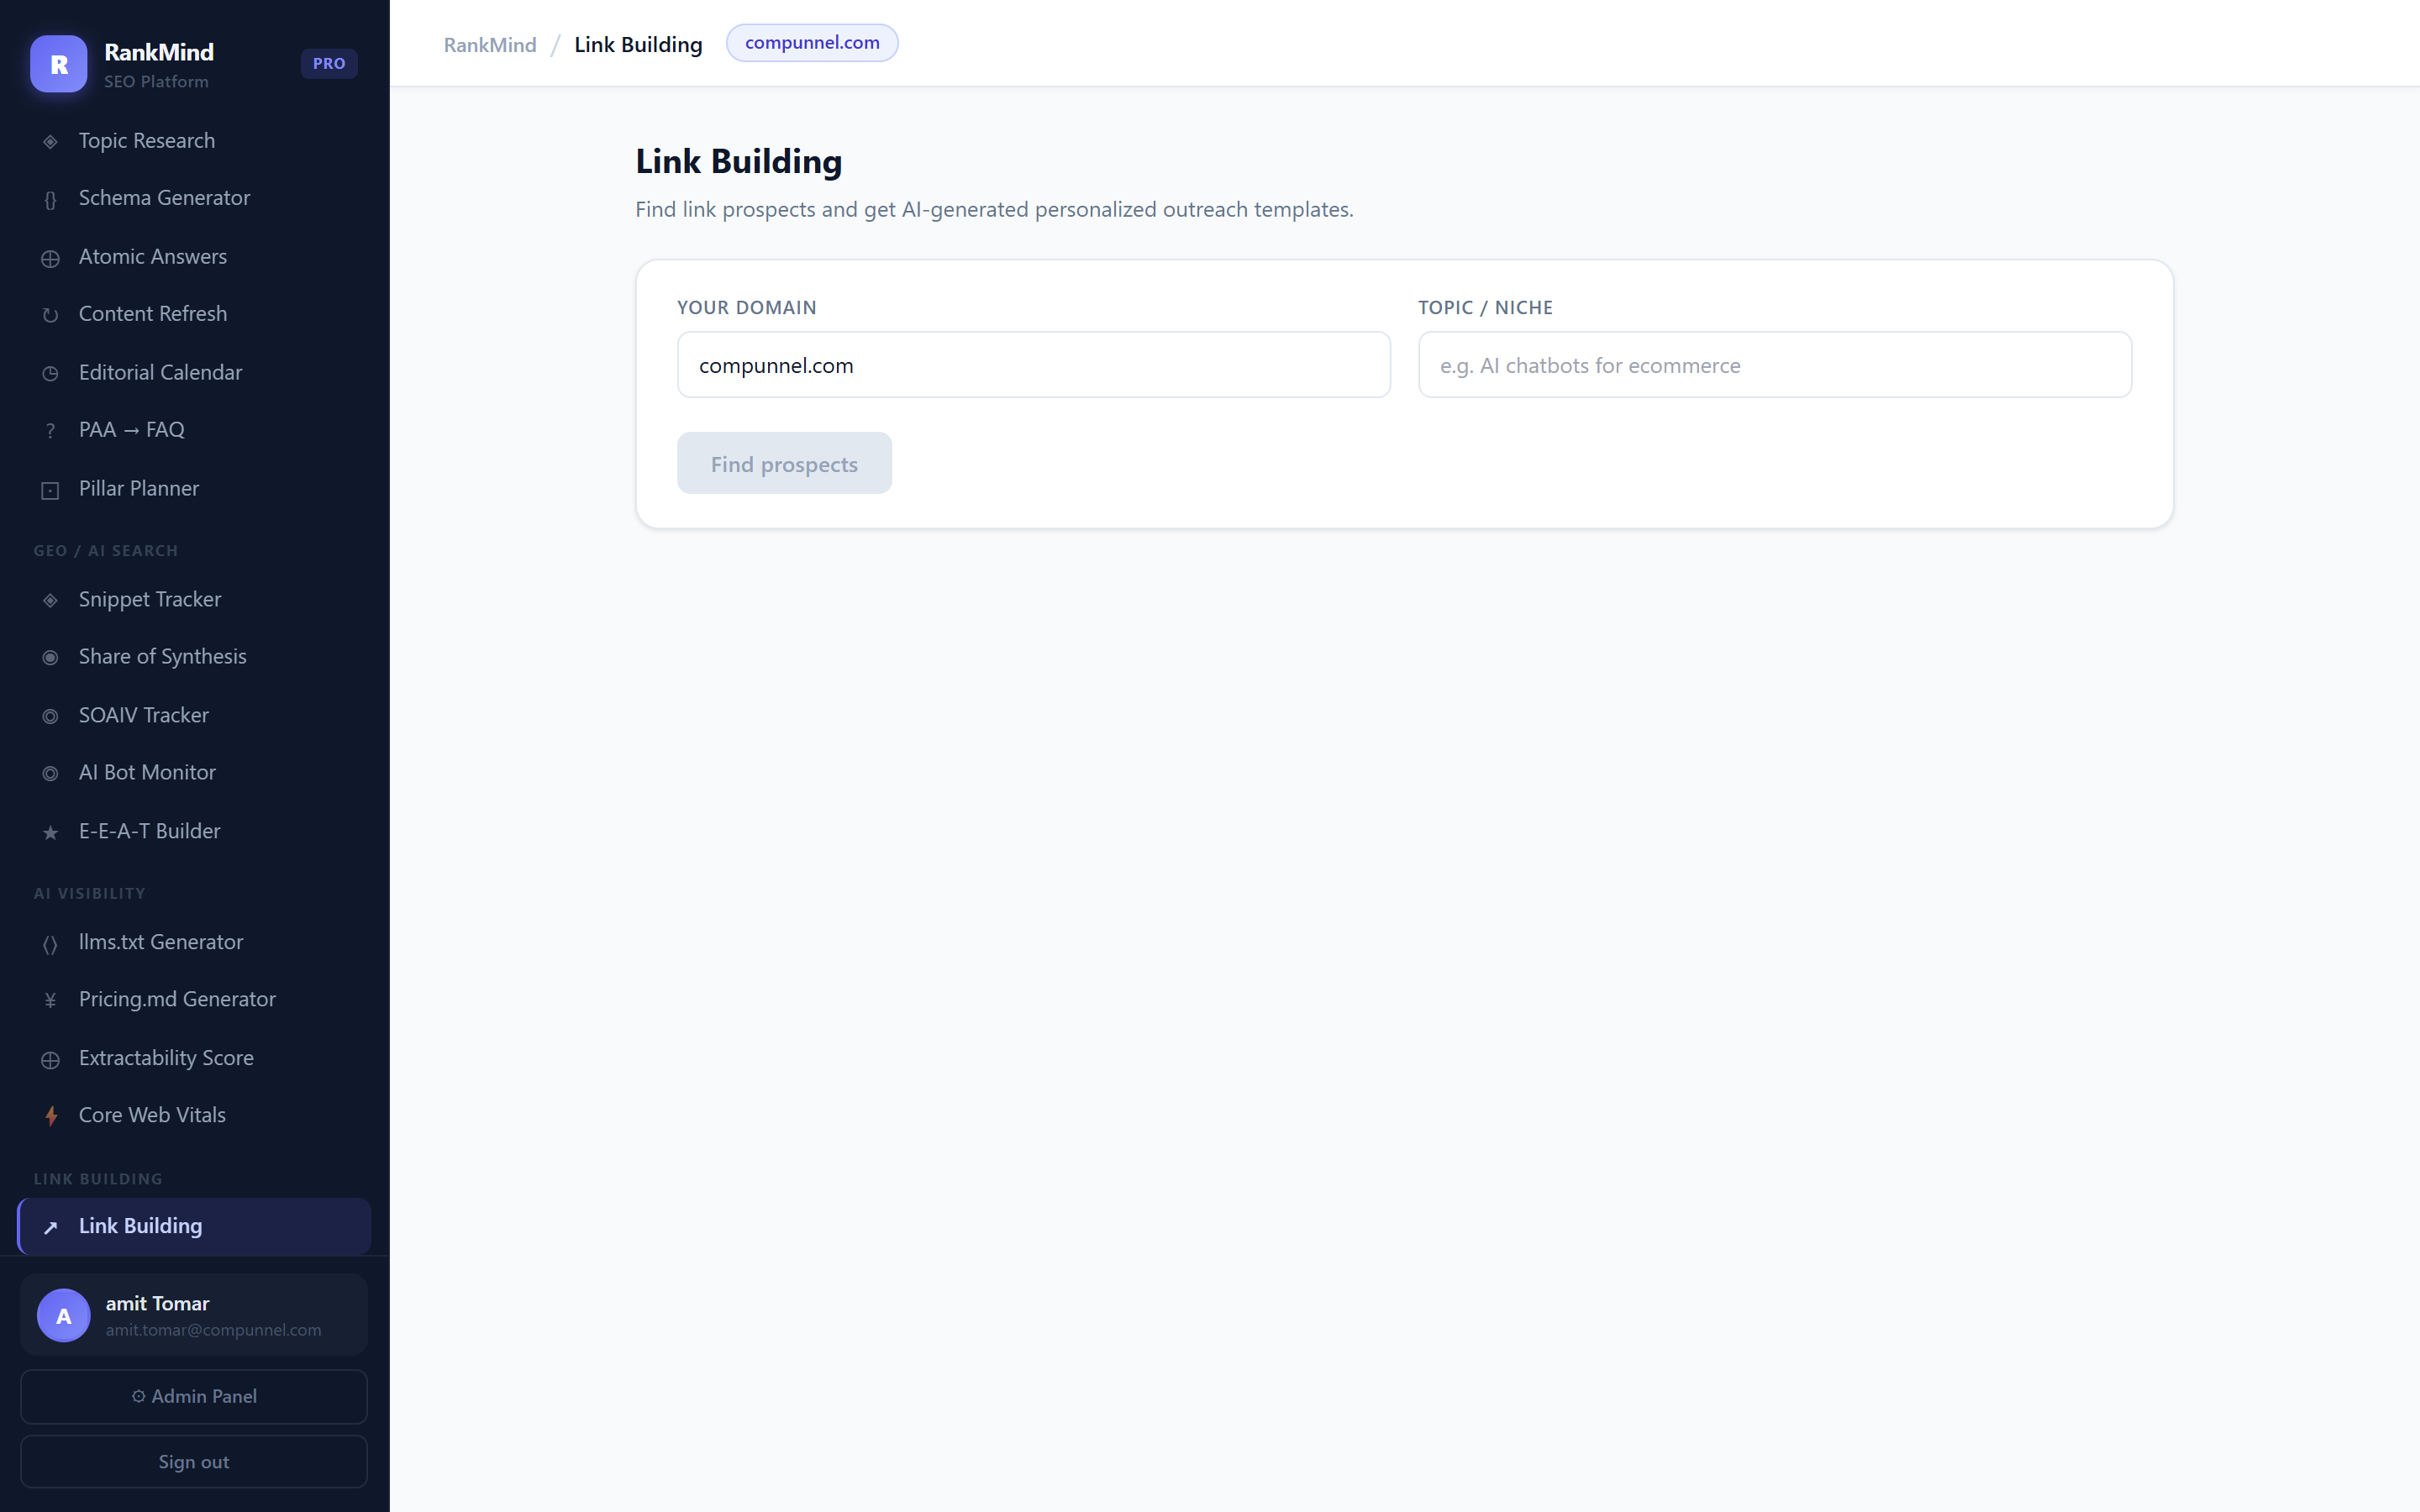 R
RankMind
SEO Platform
PRO
Topic Research
{} Schema Generator
Atomic Answers
Content Refresh
Editorial Calendar
? PAA → FAQ
Pillar Planner
GEO / AI SEARCH
Snippet Tracker
Share of Synthesis
SOAIV Tracker
AI Bot Monitor
★ E-E-A-T Builder
AI VISIBILITY
⟨⟩ llms.txt Generator
¥ Pricing.md Generator
Extractability Score
Core Web Vitals
LINK BUILDING
↗ Link Building
A
amit Tomar
amit.tomar@compunnel.com
⚙ Admin Panel
Sign out
RankMind / Link Building compunnel.com
Link Building
Find link prospects and get AI-generated personalized outreach templates.
YOUR DOMAIN
compunnel.com
TOPIC / NICHE
e.g. AI chatbots for ecommerce
Find prospects